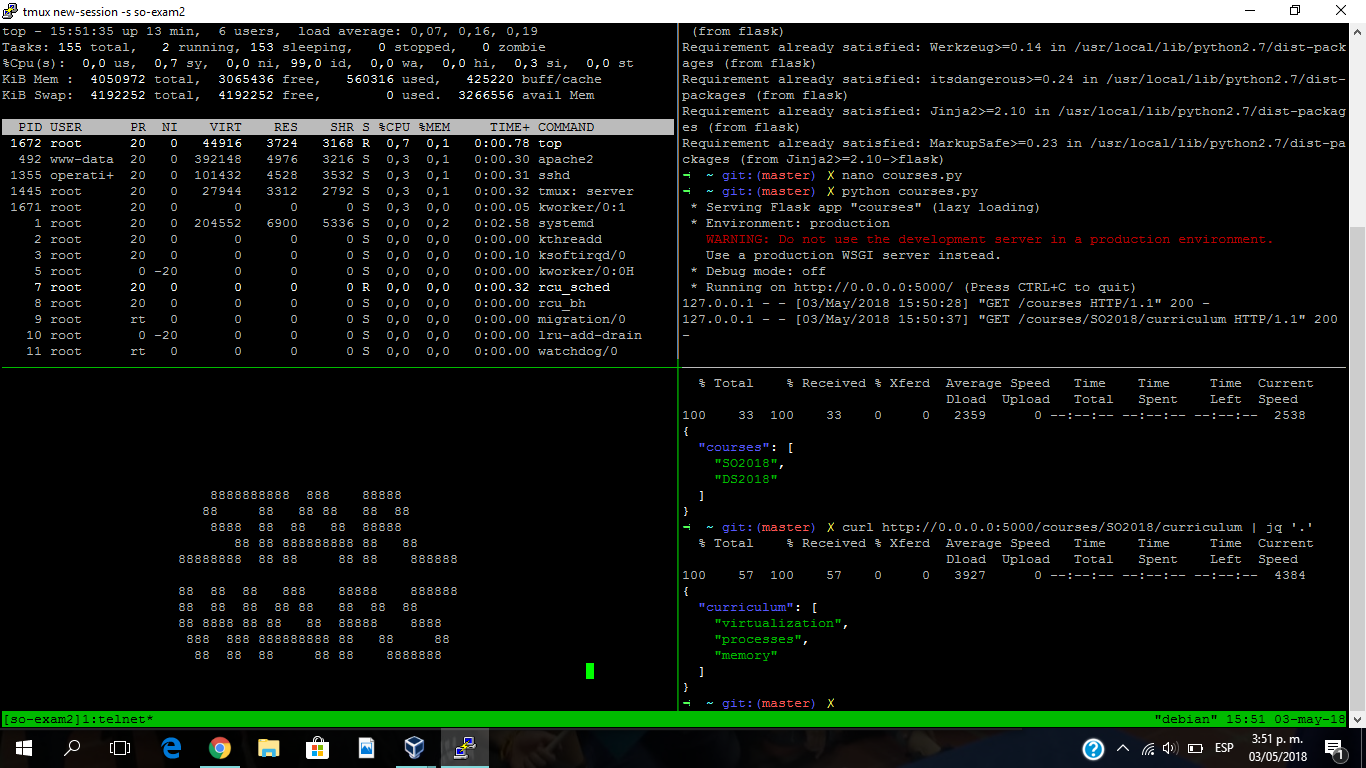 tmux new-session -s so-exam2
top - 15:51:35 up 13 min,  6 users,  load average: 0,07, 0,16, 0,19
Tasks: 155 total,   2 running, 153 sleeping,   0 stopped,   0 zombie
%Cpu(s):  0,0 us,  0,7 sy,  0,0 ni, 99,0 id,  0,0 wa,  0,0 hi,  0,3 si,  0,0 st
KiB Mem :  4050972 total,  3065436 free,   560316 used,   425220 buff/cache
KiB Swap:  4192252 total,  4192252 free,        0 used.  3266556 avail Mem
PID USER      PR  NI    VIRT    RES    SHR S %CPU %MEM     TIME+ COMMAND
1672 root      20   0   44916   3724   3168 R  0,7  0,1   0:00.78 top
492 www-data  20   0  392148   4976   3216 S  0,3  0,1   0:00.30 apache2
1355 operati+  20   0  101432   4528   3532 S  0,3  0,1   0:00.31 sshd
1445 root      20   0   27944   3312   2792 S  0,3  0,1   0:00.32 tmux: server
1671 root      20   0       0      0      0 S  0,3  0,0   0:00.05 kworker/0:1
1 root      20   0  204552   6900   5336 S  0,0  0,2   0:02.58 systemd
2 root      20   0       0      0      0 S  0,0  0,0   0:00.00 kthreadd
3 root      20   0       0      0      0 S  0,0  0,0   0:00.10 ksoftirqd/0
5 root       0 -20       0      0      0 S  0,0  0,0   0:00.00 kworker/0:0H
7 root      20   0       0      0      0 R  0,0  0,0   0:00.32 rcu_sched
8 root      20   0       0      0      0 S  0,0  0,0   0:00.00 rcu_bh
9 root      rt   0       0      0      0 S  0,0  0,0   0:00.00 migration/0
10 root       0 -20       0      0      0 S  0,0  0,0   0:00.00 lru-add-drain
11 root      rt   0       0      0      0 S  0,0  0,0   0:00.00 watchdog/0
(from flask)
Requirement already satisfied: Werkzeug>=0.14 in /usr/local/lib/python2.7/dist-pack
ages (from flask)
Requirement already satisfied: itsdangerous>=0.24 in /usr/local/lib/python2.7/dist-
packages (from flask)
Requirement already satisfied: Jinja2>=2.10 in /usr/local/lib/python2.7/dist-packag
es (from flask)
Requirement already satisfied: MarkupSafe>=0.23 in /usr/local/lib/python2.7/dist-pa
ckages (from Jinja2>=2.10->flask)
~ git:(master) X nano courses.py
~ git:(master) X python courses.py
* Serving Flask app "courses" (lazy loading)
* Environment: production
WARNING: Do not use the development server in a production environment.
Use a production WSGI server instead.
* Debug mode: off
* Running on http://0.0.0.0:5000/ (Press CTRL+C to quit)
127.0.0.1 - - [03/May/2018 15:50:28] "GET /courses HTTP/1.1" 200 -
127.0.0.1 - - [03/May/2018 15:50:37] "GET /courses/SO2018/curriculum HTTP/1.1" 200
-
8888888888  888    88888
88     88   88 88   88  88
8888  88  88   88  88888
88 88 888888888 88   88
88888888  88 88     88 88    888888
88  88  88   888    88888    888888
88  88  88  88 88   88  88  88
88 8888 88 88   88  88888    8888
888  888 888888888 88   88     88
88  88  88     88 88    8888888
% Total    % Received % Xferd  Average Speed   Time    Time     Time  Current
Dload  Upload   Total   Spent    Left  Speed
100    33  100    33    0     0   2359      0 --:--:-- --:--:-- --:--:--  2538
{
"courses": [
"SO2018",
"DS2018"
]
}
~ git:(master) X curl http://0.0.0.0:5000/courses/SO2018/curriculum | jq '.'
% Total    % Received % Xferd  Average Speed   Time    Time     Time  Current
Dload  Upload   Total   Spent    Left  Speed
100    57  100    57    0     0   3927      0 --:--:-- --:--:-- --:--:--  4384
{
"curriculum": [
"virtualization",
"processes",
"memory"
]
}
~ git:(master) X
[so-exam2]1:telnet* "debian" 15:51 03-may-18
ESP
3:51 p. m.
03/05/2018
1